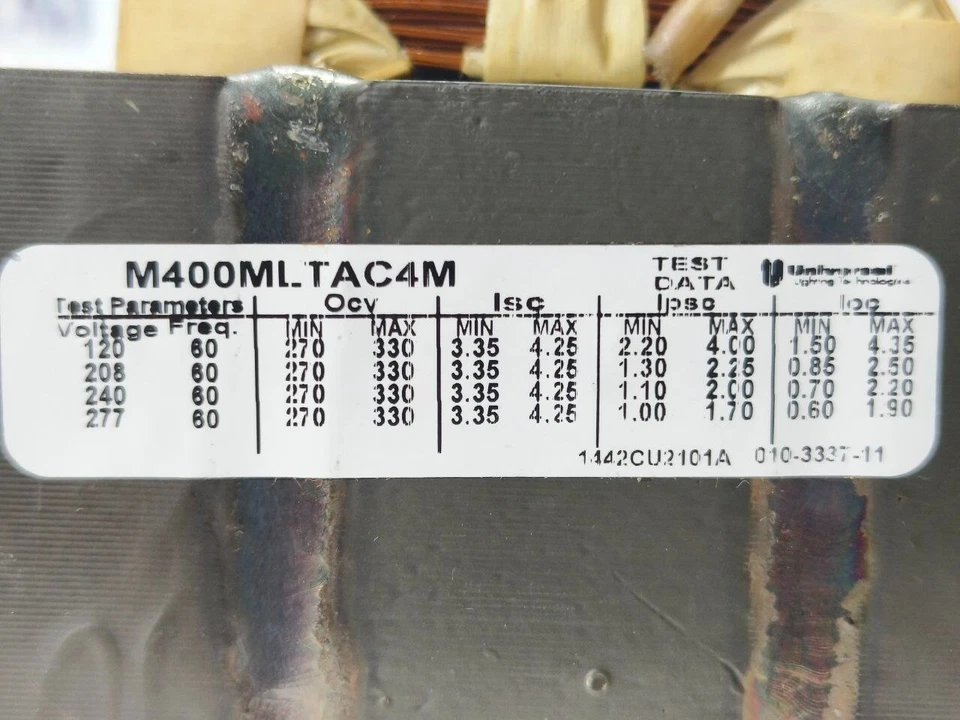 M400MLTAC4M TEST DATA Universal Lighting Technologies
Test Parameters Ocv Isc Ipsc Ioc
Voltage Freq. MIN MAX MIN MAX MIN MAX MIN MAX
120 60 270 330 3.35 4.25 2.20 4.00 1.50 4.35
208 60 270 330 3.35 4.25 1.30 2.25 0.85 2.50
240 60 270 330 3.35 4.25 1.10 2.00 0.70 2.20
277 60 270 330 3.35 4.25 1.00 1.70 0.60 1.90
1442CU2101A 010-3337-11